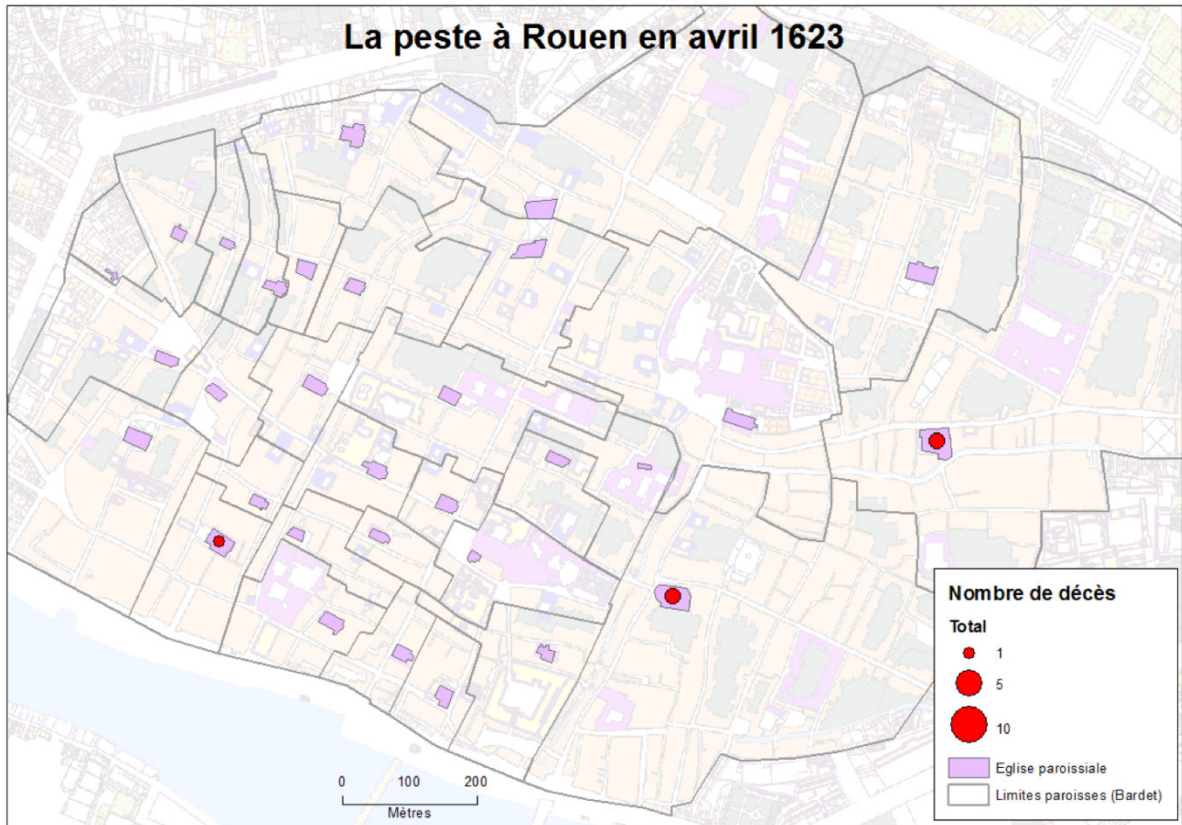 La peste à Rouen en avril 1623
Nombre de décès
Total
1
5
10
Eglise paroissiale
Limites paroisses (Bardet)
0 100 200
Mètres